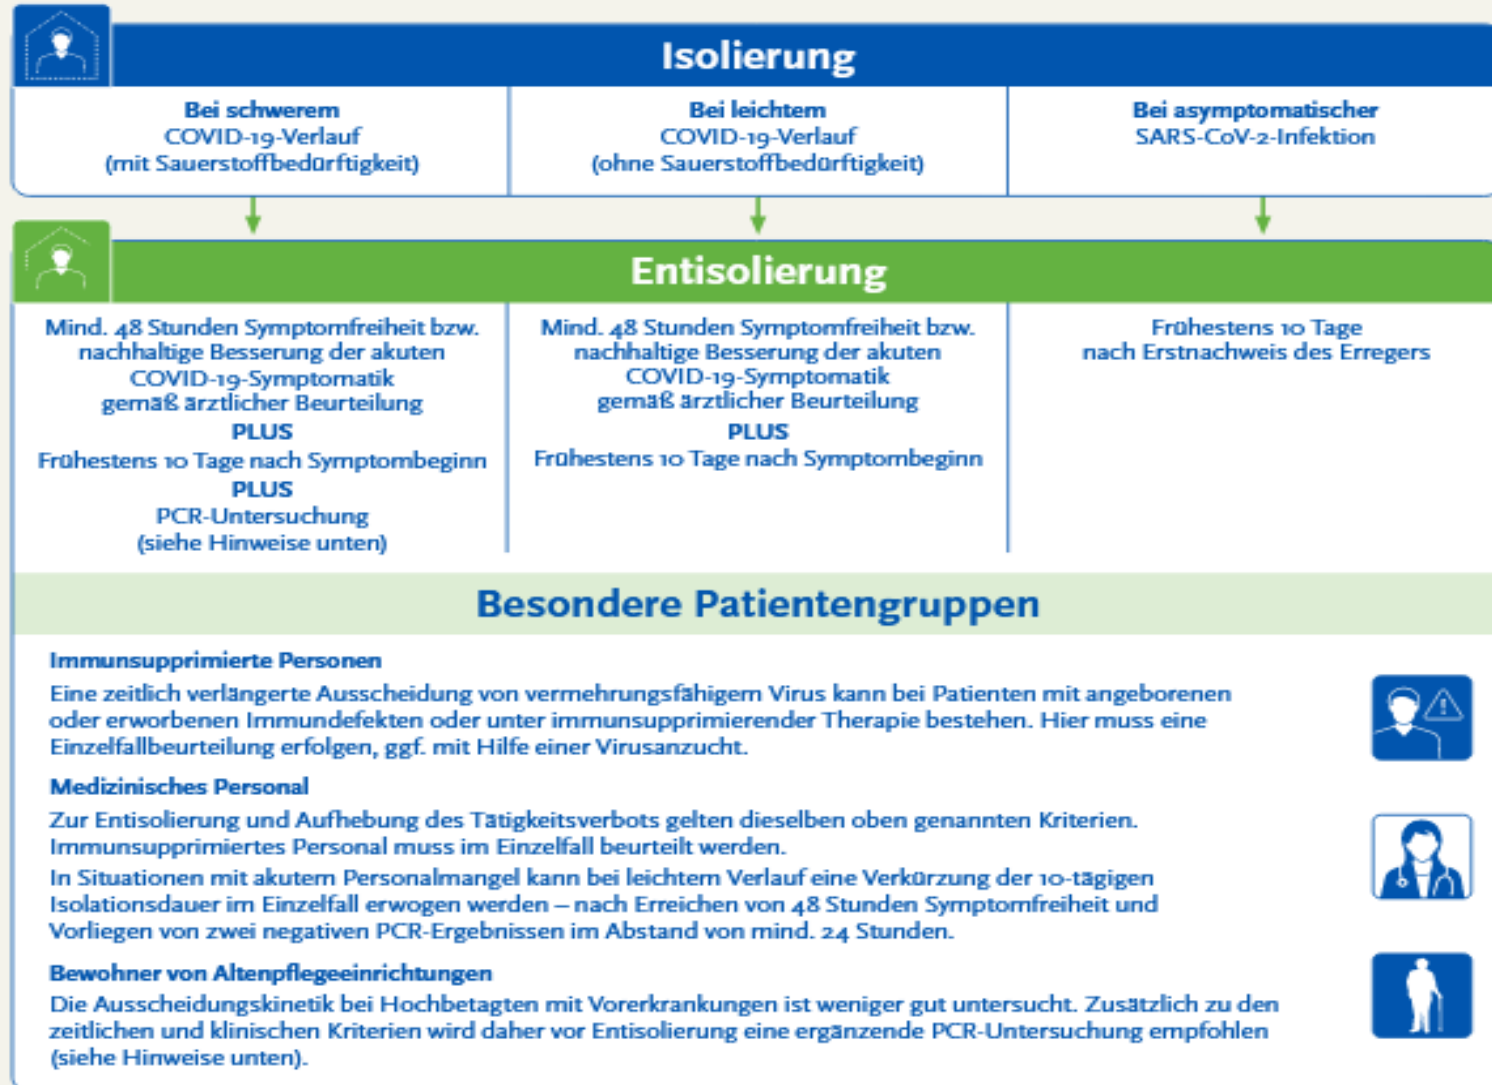 Isolierung
Bei schwerem
COVID-19-Verlauf
(mit Sauerstoffbedürftigkeit)
Bei leichtem
COVID-19-Verlauf
(ohne Sauerstoffbedürftigkeit)
Bei asymptomatischer
SARS-CoV-2-Infektion
Entisolierung
Mind. 48 Stunden Symptomfreiheit bzw.
nachhaltige Besserung der akuten
COVID-19-Symptomatik
gemäß ärztlicher Beurteilung
PLUS
Frühestens 10 Tage nach Symptombeginn
PLUS
PCR-Untersuchung
(siehe Hinweise unten)
Mind. 48 Stunden Symptomfreiheit bzw.
nachhaltige Besserung der akuten
COVID-19-Symptomatik
gemäß ärztlicher Beurteilung
PLUS
Frühestens 10 Tage nach Symptombeginn
Frühestens 10 Tage
nach Erstnachweis des Erregers
Besondere Patientengruppen
Immunsupprimierte Personen
Eine zeitlich verlängerte Ausscheidung von vermehrungsfähigem Virus kann bei Patienten mit angeborenen
oder erworbenen Immundefekten oder unter immunsupprimierender Therapie bestehen. Hier muss eine
Einzelfallbeurteilung erfolgen, ggf. mit Hilfe einer Virusanzucht.
Medizinisches Personal
Zur Entisolierung und Aufhebung des Tätigkeitsverbots gelten dieselben oben genannten Kriterien.
Immunsupprimiertes Personal muss im Einzelfall beurteilt werden.
In Situationen mit akutem Personalmangel kann bei leichtem Verlauf eine Verkürzung der 10-tägigen
Isolationsdauer im Einzelfall erwogen werden – nach Erreichen von 48 Stunden Symptomfreiheit und
Vorliegen von zwei negativen PCR-Ergebnissen im Abstand von mind. 24 Stunden.
Bewohner von Altenpflegeeinrichtungen
Die Ausscheidungskinetik bei Hochbetagten mit Vorerkrankungen ist weniger gut untersucht. Zusätzlich zu den
zeitlichen und klinischen Kriterien wird daher vor Entisolierung eine ergänzende PCR-Untersuchung empfohlen
(siehe Hinweise unten).